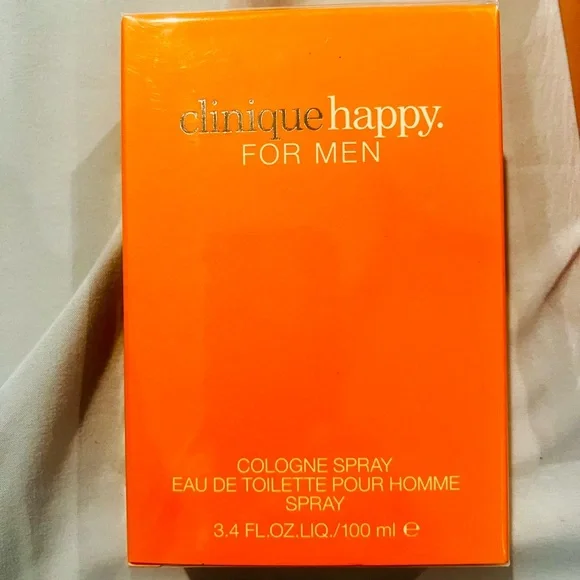 clinique happy.
FOR MEN
COLOGNE SPRAY
EAU DE TOILETTE POUR HOMME
SPRAY
3.4 FL.OZ.LIQ./100 ml ℮